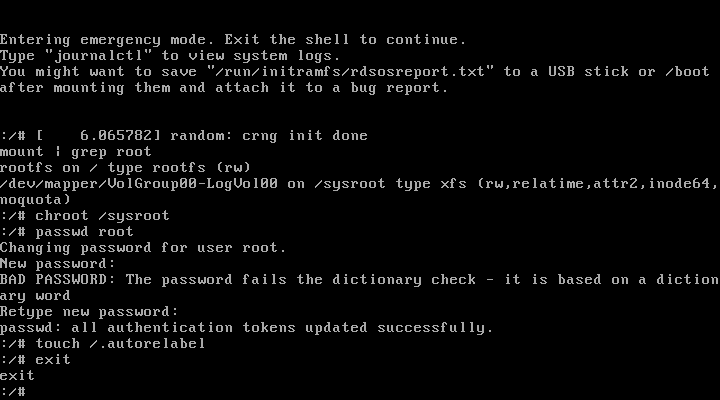 Entering emergency mode. Exit the shell to continue.
Type "journalctl" to view system logs.
You might want to save "/run/initramfs/rdsosreport.txt" to a USB stick or /boot
after mounting them and attach it to a bug report.
:/# [    6.065782] random: crng init done
mount | grep root
rootfs on / type rootfs (rw)
/dev/mapper/VolGroup00-LogVol00 on /sysroot type xfs (rw,relatime,attr2,inode64,
noquota)
:/# chroot /sysroot
:/# passwd root
Changing password for user root.
New password:
BAD PASSWORD: The password fails the dictionary check - it is based on a diction
ary word
Retype new password:
passwd: all authentication tokens updated successfully.
:/# touch /.autorelabel
:/# exit
exit
:/#